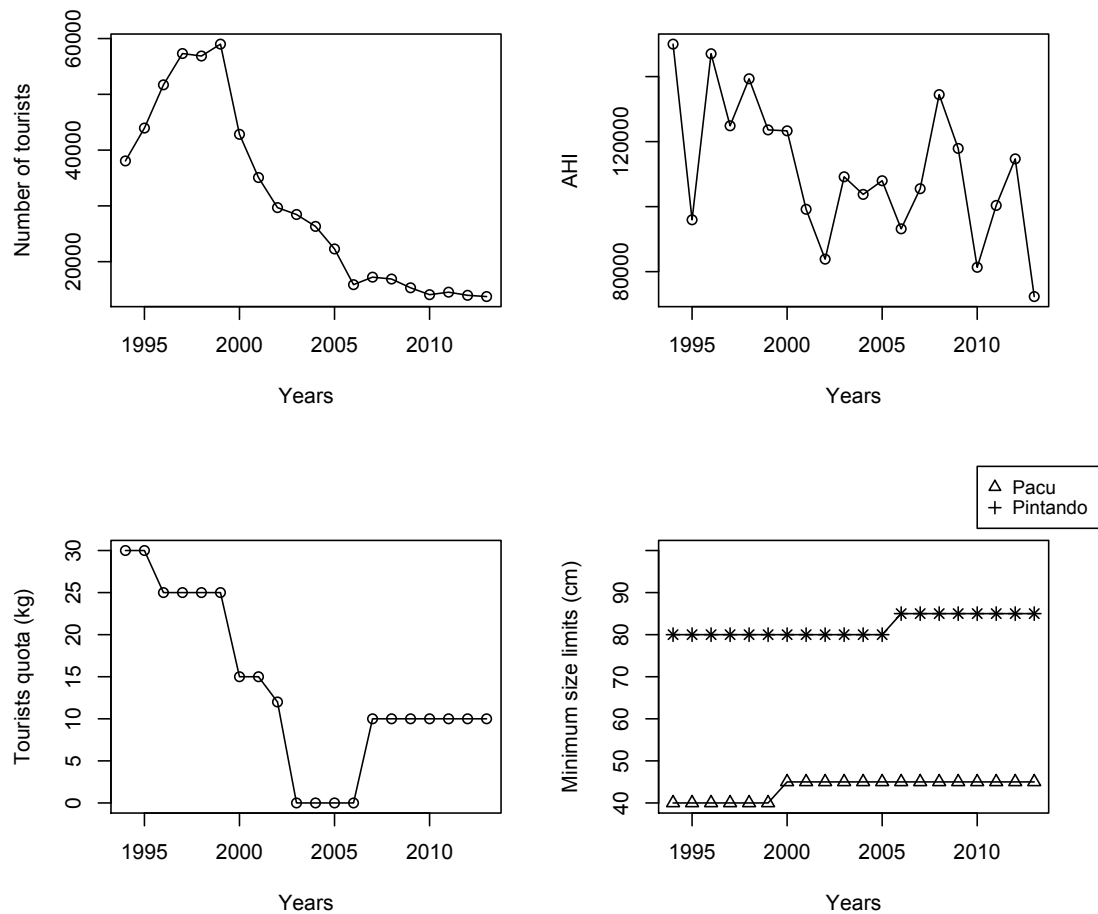 Number of tourists
60000
40000
20000
1995 2000 2005 2010
Years
AHI
120000
80000
1995 2000 2005 2010
Years
Tourists quota (kg)
30
25
20
15
10
5
0
1995 2000 2005 2010
Years
Pacu
Pintando
Minimum size limits (cm)
90
80
70
60
50
40
1995 2000 2005 2010
Years